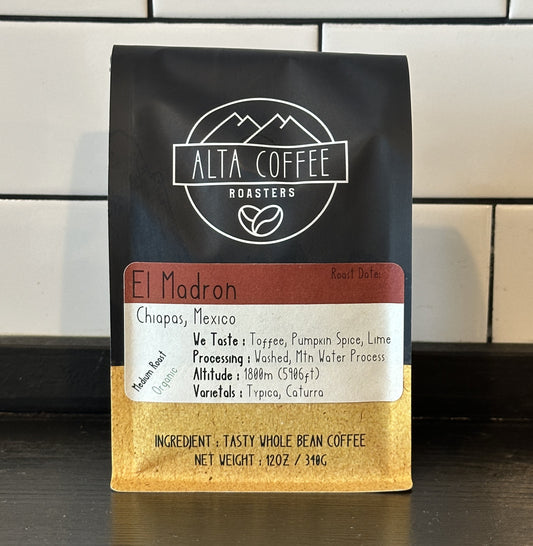 ALTA COFFEE
ROASTERS
El Madron
Roast Date:
Chiapas, Mexico
We Taste : Toffee, Pumpkin Spice, Lime
Processing : Washed, Mtn Water Process
Altitude : 1800m (5906ft)
Varietals : Typica, Caturra
Medium Roast
Organic
INGREDIENT : TASTY WHOLE BEAN COFFEE
NET WEIGHT : 12OZ / 340G